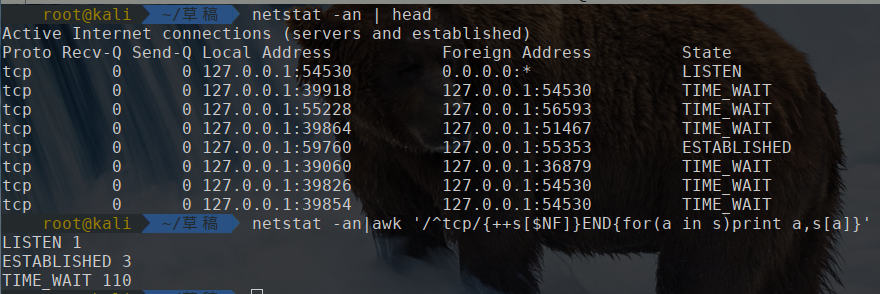 root@kali ~/草稿 netstat -an | head
Active Internet connections (servers and established)
Proto Recv-Q Send-Q Local Address           Foreign Address         State
tcp        0      0 127.0.0.1:54530         0.0.0.0:*               LISTEN
tcp        0      0 127.0.0.1:39918         127.0.0.1:54530         TIME_WAIT
tcp        0      0 127.0.0.1:55228         127.0.0.1:56593         TIME_WAIT
tcp        0      0 127.0.0.1:39864         127.0.0.1:51467         TIME_WAIT
tcp        0      0 127.0.0.1:59760         127.0.0.1:55353         ESTABLISHED
tcp        0      0 127.0.0.1:39060         127.0.0.1:36879         TIME_WAIT
tcp        0      0 127.0.0.1:39826         127.0.0.1:54530         TIME_WAIT
tcp        0      0 127.0.0.1:39854         127.0.0.1:54530         TIME_WAIT
root@kali ~/草稿 netstat -an|awk '/^tcp/{++s[$NF]}END{for(a in s)print a,s[a]}'
LISTEN 1
ESTABLISHED 3
TIME_WAIT 110